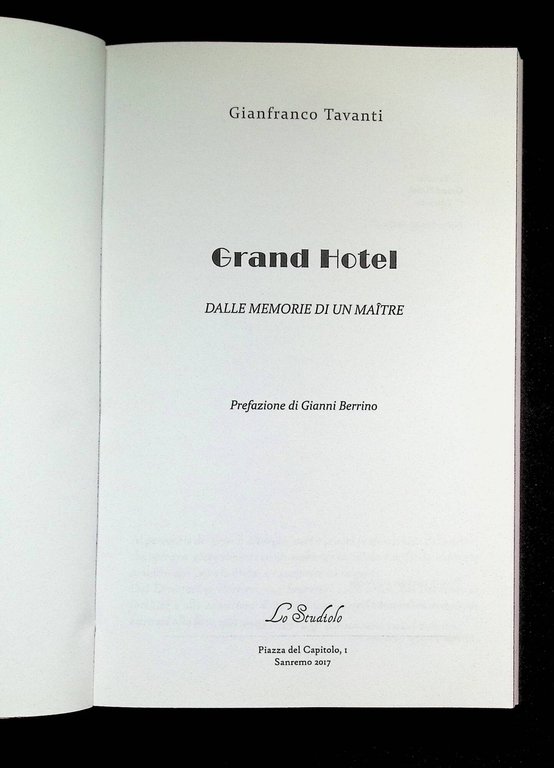 Gianfranco Tavanti
Grand Hotel
DALLE MEMORIE DI UN MAÎTRE
Prefazione di Gianni Berrino
Lo Studiolo
Piazza del Capitolo, 1
Sanremo 2017